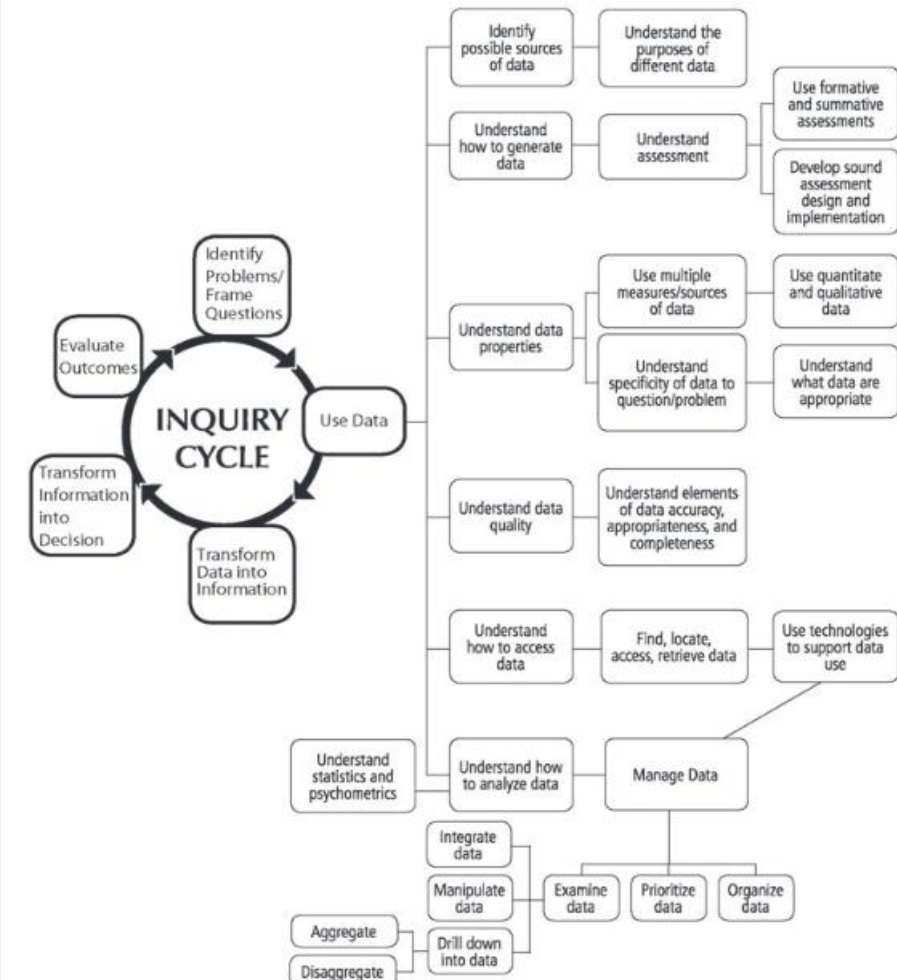 Identify
possible sources
of data
Understand the
purposes of
different data
Understand
how to generate
data
Understand
assessment
Use formative
and summative
assessments
Develop sound
assessment
design and
implementation
Identify
Problems/
Frame
Questions
Evaluate
Outcomes
INQUIRY
CYCLE
Use Data
Transform
Information
into
Decision
Transform
Data into
Information
Understand data
properties
Use multiple
measures/sources
of data
Use quantitate
and qualitative
data
Understand
specificity of data to
question/problem
Understand
what data are
appropriate
Understand data
quality
Understand elements
of data accuracy,
appropriateness, and
completeness
Understand
how to access
data
Find, locate,
access, retrieve data
Use technologies
to support data
use
Understand
statistics and
psychometrics
Understand how
to analyze data
Manage Data
Integrate
data
Manipulate
data
Drill down
into data
Examine
data
Prioritize
data
Organize
data
Aggregate
Disaggregate